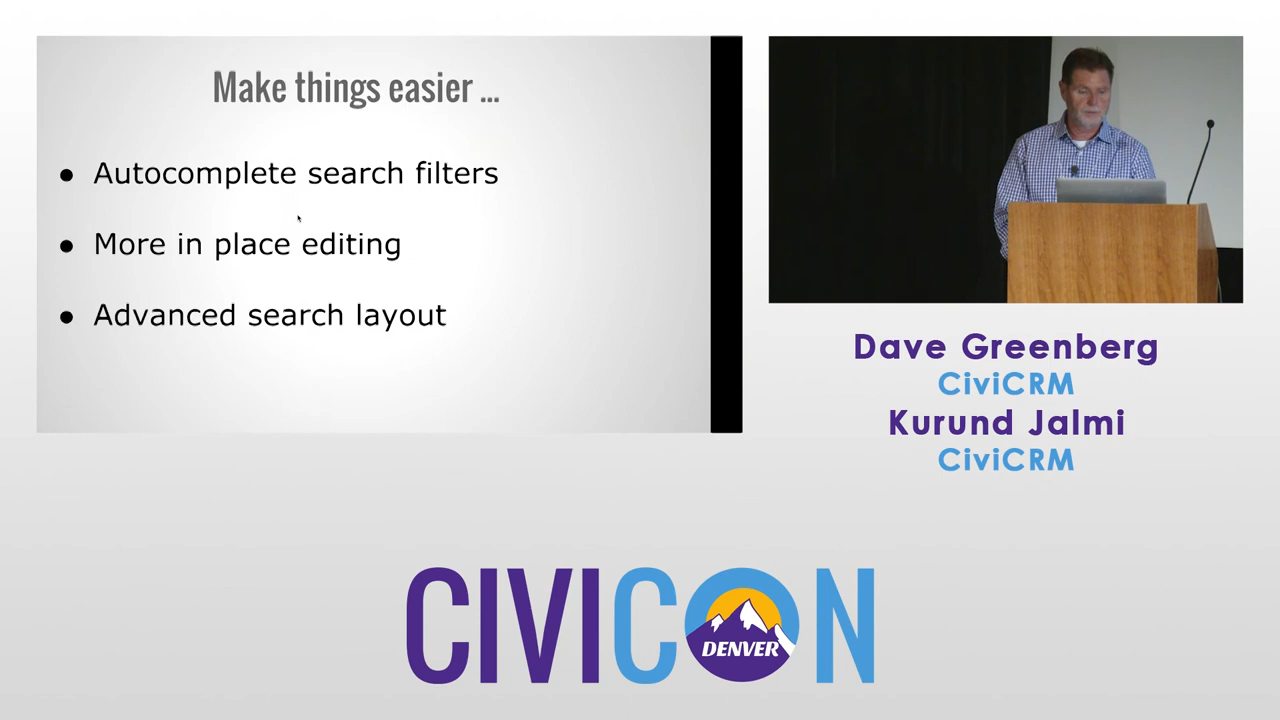 Make things easier ...
● Autocomplete search filters
● More in place editing
● Advanced search layout
Dave Greenberg
CiviCRM
Kurund Jalmi
CiviCRM
CIVICON
DENVER